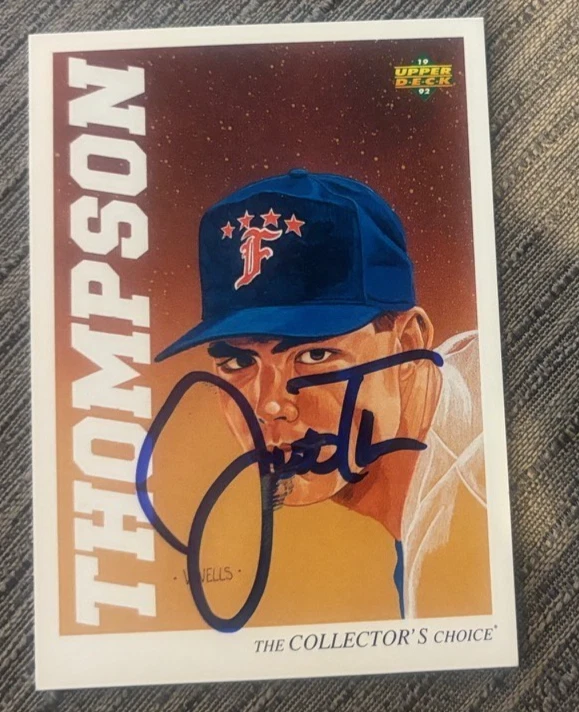 THOMPSON
19
UPPER
DECK
92
F
WELLS
THE COLLECTOR'S CHOICE®